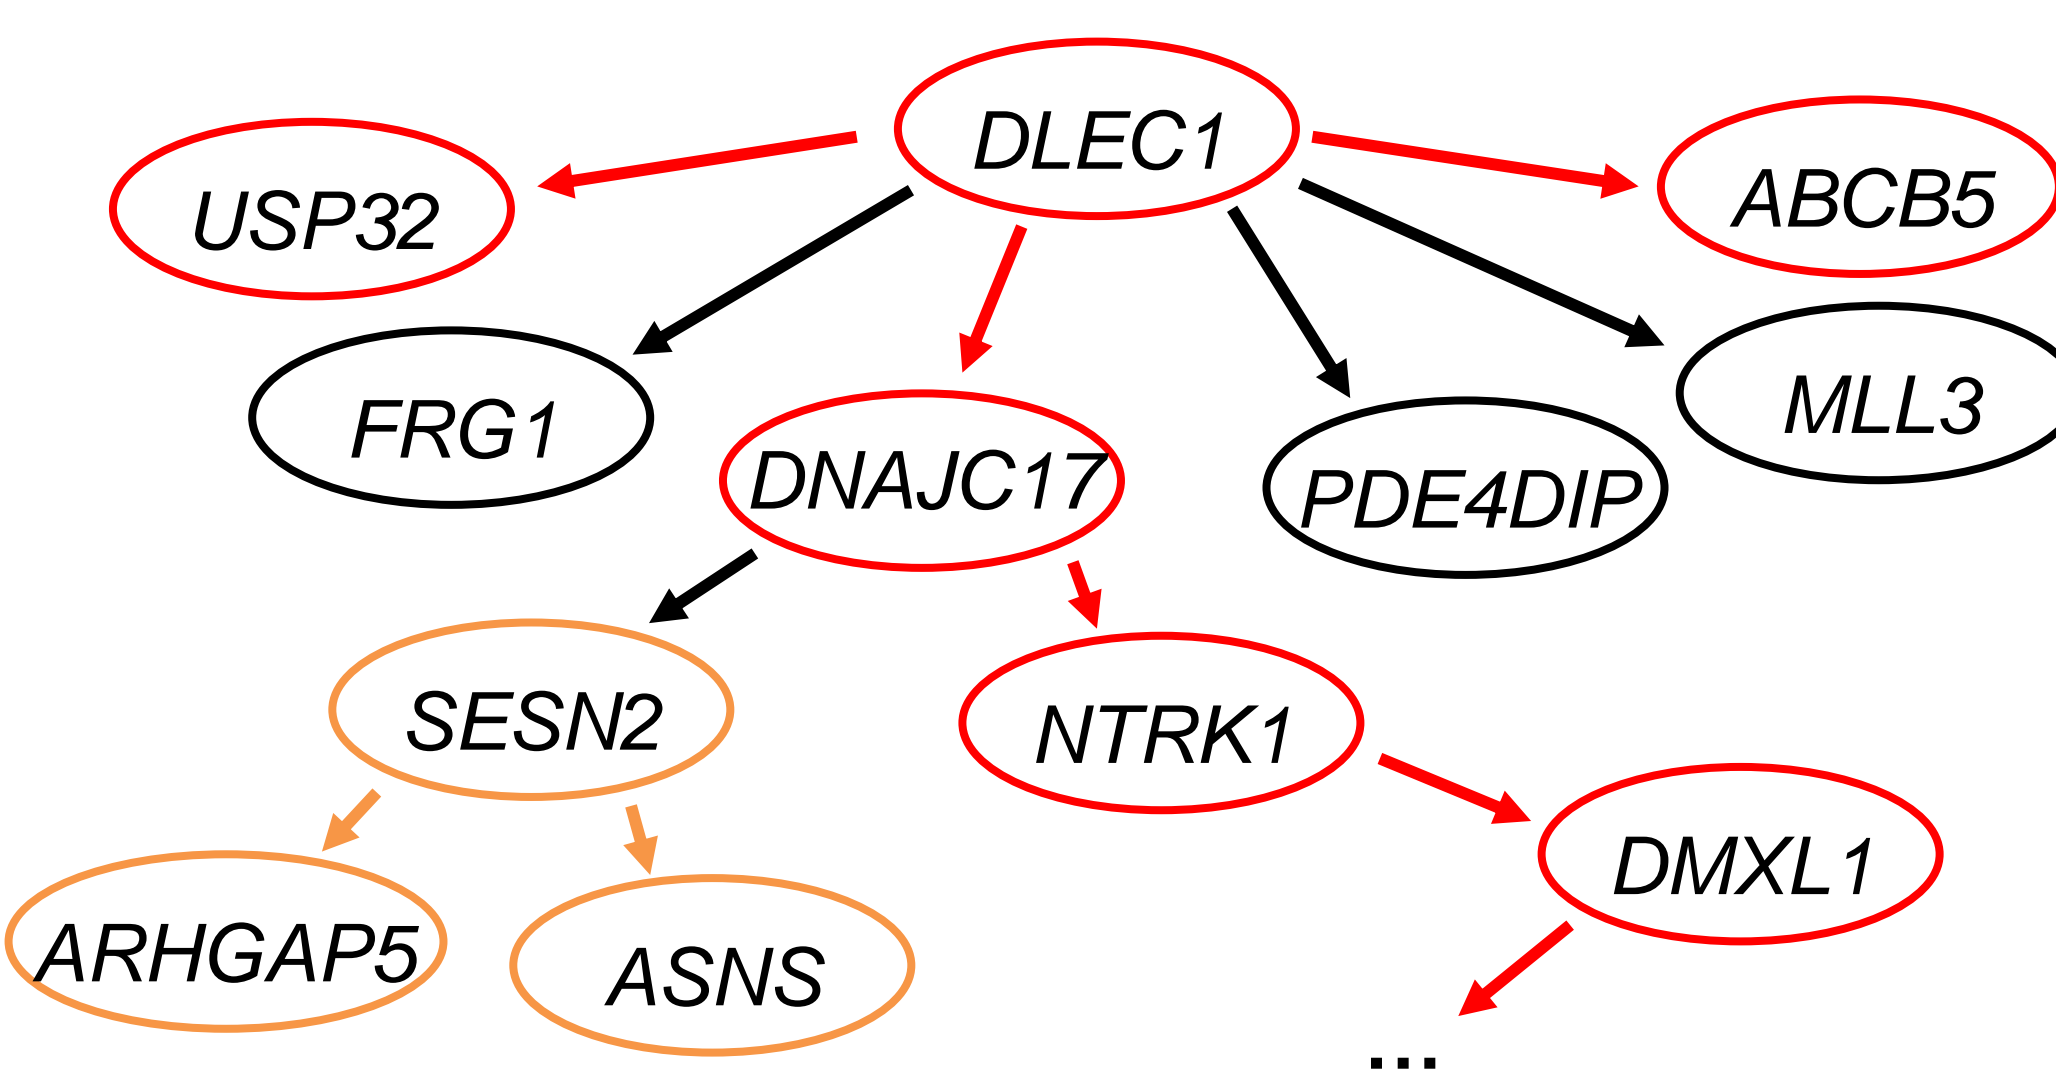 DLEC1
USP32
ABCB5
FRG1
DNAJC17
PDE4DIP
MLL3
SESN2
NTRK1
DMXL1
ARHGAP5
ASNS
...